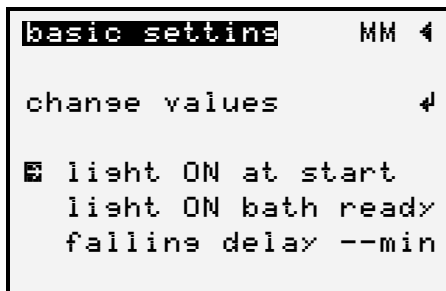 basic setting MM
change values
light ON at start
light ON bath ready
falling delay --min